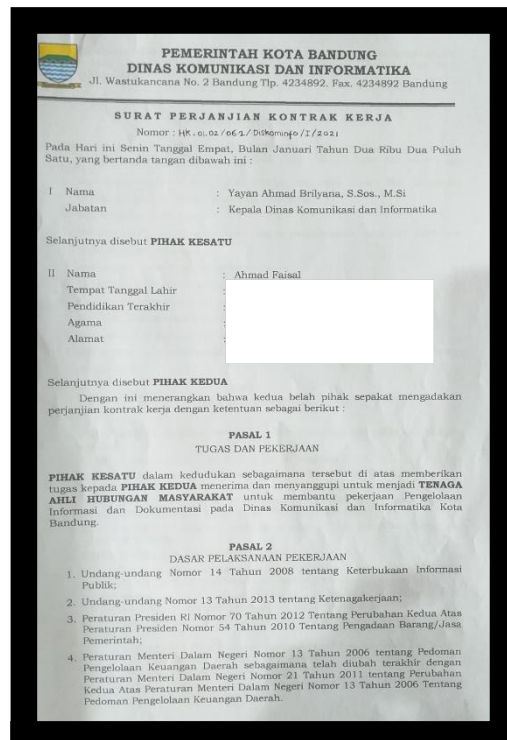 PEMERINTAH KOTA BANDUNG
DINAS KOMUNIKASI DAN INFORMATIKA
Jl. Wastukancana No. 2 Bandung Tlp. 4234892. Fax. 4234892 Bandung
SURAT PERJANJIAN KONTRAK KERJA
Nomor : HK.01.02/062/Diskominfo/I/2021
Pada Hari ini Senin Tanggal Empat, Bulan Januari Tahun Dua Ribu Dua Puluh
Satu, yang bertanda tangan dibawah ini :
I Nama : Yayan Ahmad Brilyana, S.Sos., M.Si
Jabatan : Kepala Dinas Komunikasi dan Informatika
Selanjutnya disebut PIHAK KESATU
II Nama : Ahmad Faisal
Tempat Tanggal Lahir :
Pendidikan Terakhir :
Agama :
Alamat :
Selanjutnya disebut PIHAK KEDUA
Dengan ini menerangkan bahwa kedua belah pihak sepakat mengadakan
perjanjian kontrak kerja dengan ketentuan sebagai berikut :
PASAL 1
TUGAS DAN PEKERJAAN
PIHAK KESATU dalam kedudukan sebagaimana tersebut di atas memberikan
tugas kepada PIHAK KEDUA menerima dan menyanggupi untuk menjadi TENAGA
AHLI HUBUNGAN MASYARAKAT untuk membantu pekerjaan Pengelolaan
Informasi dan Dokumentasi pada Dinas Komunikasi dan Informatika Kota
Bandung.
PASAL 2
DASAR PELAKSANAAN PEKERJAAN
1. Undang-undang Nomor 14 Tahun 2008 tentang Keterbukaan Informasi
Publik;
2. Undang-undang Nomor 13 Tahun 2013 tentang Ketenagakerjaan;
3. Peraturan Presiden RI Nomor 70 Tahun 2012 Tentang Perubahan Kedua Atas
Peraturan Presiden Nomor 54 Tahun 2010 Tentang Pengadaan Barang/Jasa
Pemerintah;
4. Peraturan Menteri Dalam Negeri Nomor 13 Tahun 2006 tentang Pedoman
Pengelolaan Keuangan Daerah sebagaimana telah diubah terakhir dengan
Peraturan Menteri Dalam Negeri Nomor 21 Tahun 2011 tentang Perubahan
Kedua Atas Peraturan Menteri Dalam Negeri Nomor 13 Tahun 2006 Tentang
Pedoman Pengelolaan Keuangan Daerah.